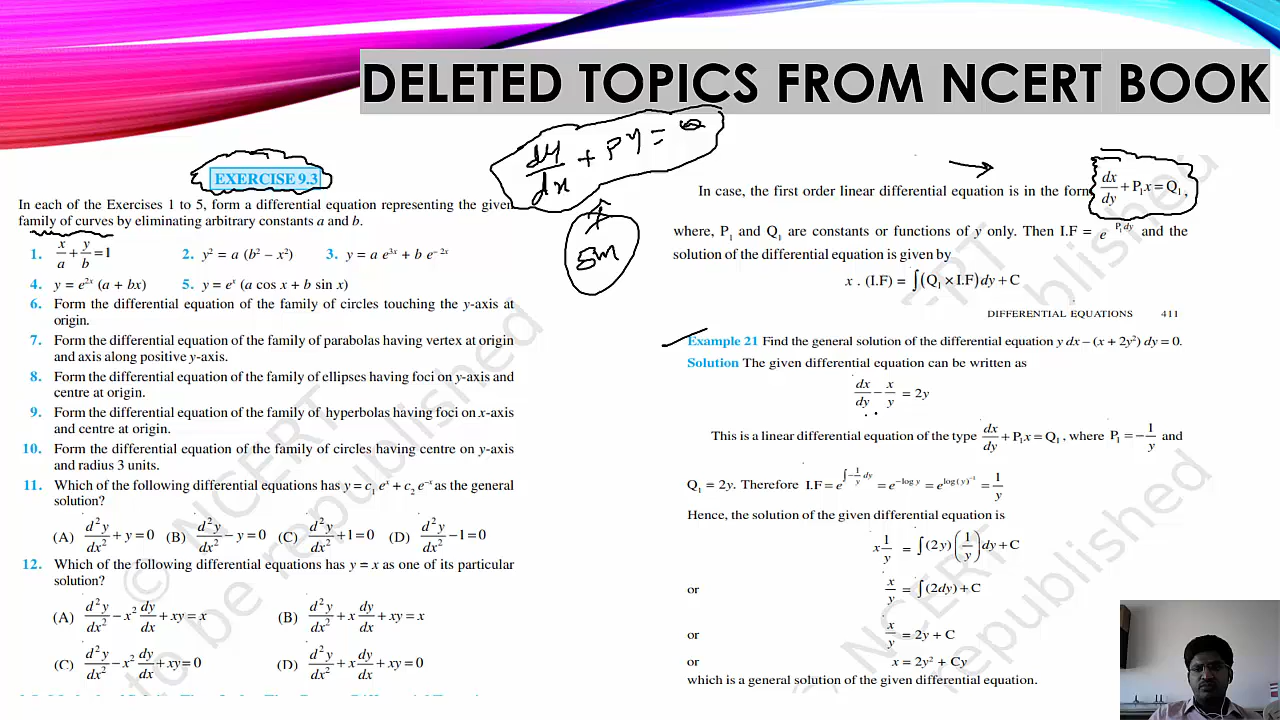 DELETED TOPICS FROM NCERT BOOK
EXERCISE 9.3
In each of the Exercises 1 to 5, form a differential equation representing the given
family of curves by eliminating arbitrary constants a and b.
1. x/a + y/b = 1
2. y² = a (b² – x²)
3. y = a e³ˣ + b e⁻²ˣ
4. y = e²ˣ (a + bx)
5. y = eˣ (a cos x + b sin x)
6. Form the differential equation of the family of circles touching the y-axis at
origin.
7. Form the differential equation of the family of parabolas having vertex at origin
and axis along positive y-axis.
8. Form the differential equation of the family of ellipses having foci on y-axis and
centre at origin.
9. Form the differential equation of the family of hyperbolas having foci on x-axis
and centre at origin.
10. Form the differential equation of the family of circles having centre on y-axis
and radius 3 units.
11. Which of the following differential equations has y = c₁ eˣ + c₂ e⁻ˣ as the general
solution?
(A) d²y/dx² + y = 0 (B) d²y/dx² – y = 0 (C) d²y/dx² + 1 = 0 (D) d²y/dx² – 1 = 0
12. Which of the following differential equations has y = x as one of its particular
solution?
(A) d²y/dx² – x² dy/dx + xy = x (B) d²y/dx² + x dy/dx + xy = x
(C) d²y/dx² – x² dy/dx + xy = 0 (D) d²y/dx² + x dy/dx + xy = 0
dy/dx + PY = Q
5m
In case, the first order linear differential equation is in the form dx/dy + P₁x = Q₁,
where, P₁ and Q₁ are constants or functions of y only. Then I.F = e^(P₁ dy) and the
solution of the differential equation is given by
x . (I.F) = ∫(Q₁ × I.F) dy + C
DIFFERENTIAL EQUATIONS 411
Example 21 Find the general solution of the differential equation y dx – (x + 2y²) dy = 0.
Solution The given differential equation can be written as
dx/dy – x/y = 2y
This is a linear differential equation of the type dx/dy + P₁x = Q₁, where P₁ = –1/y and
Q₁ = 2y. Therefore I.F = e^(∫–1/y dy) = e^(–log y) = e^(log(y)⁻¹) = 1/y
Hence, the solution of the given differential equation is
x 1/y = ∫(2y)(1/y)dy + C
or x/y = ∫(2dy) + C
or x/y = 2y + C
or x = 2y² + Cy
which is a general solution of the given differential equation.
© NCERT
to be republished